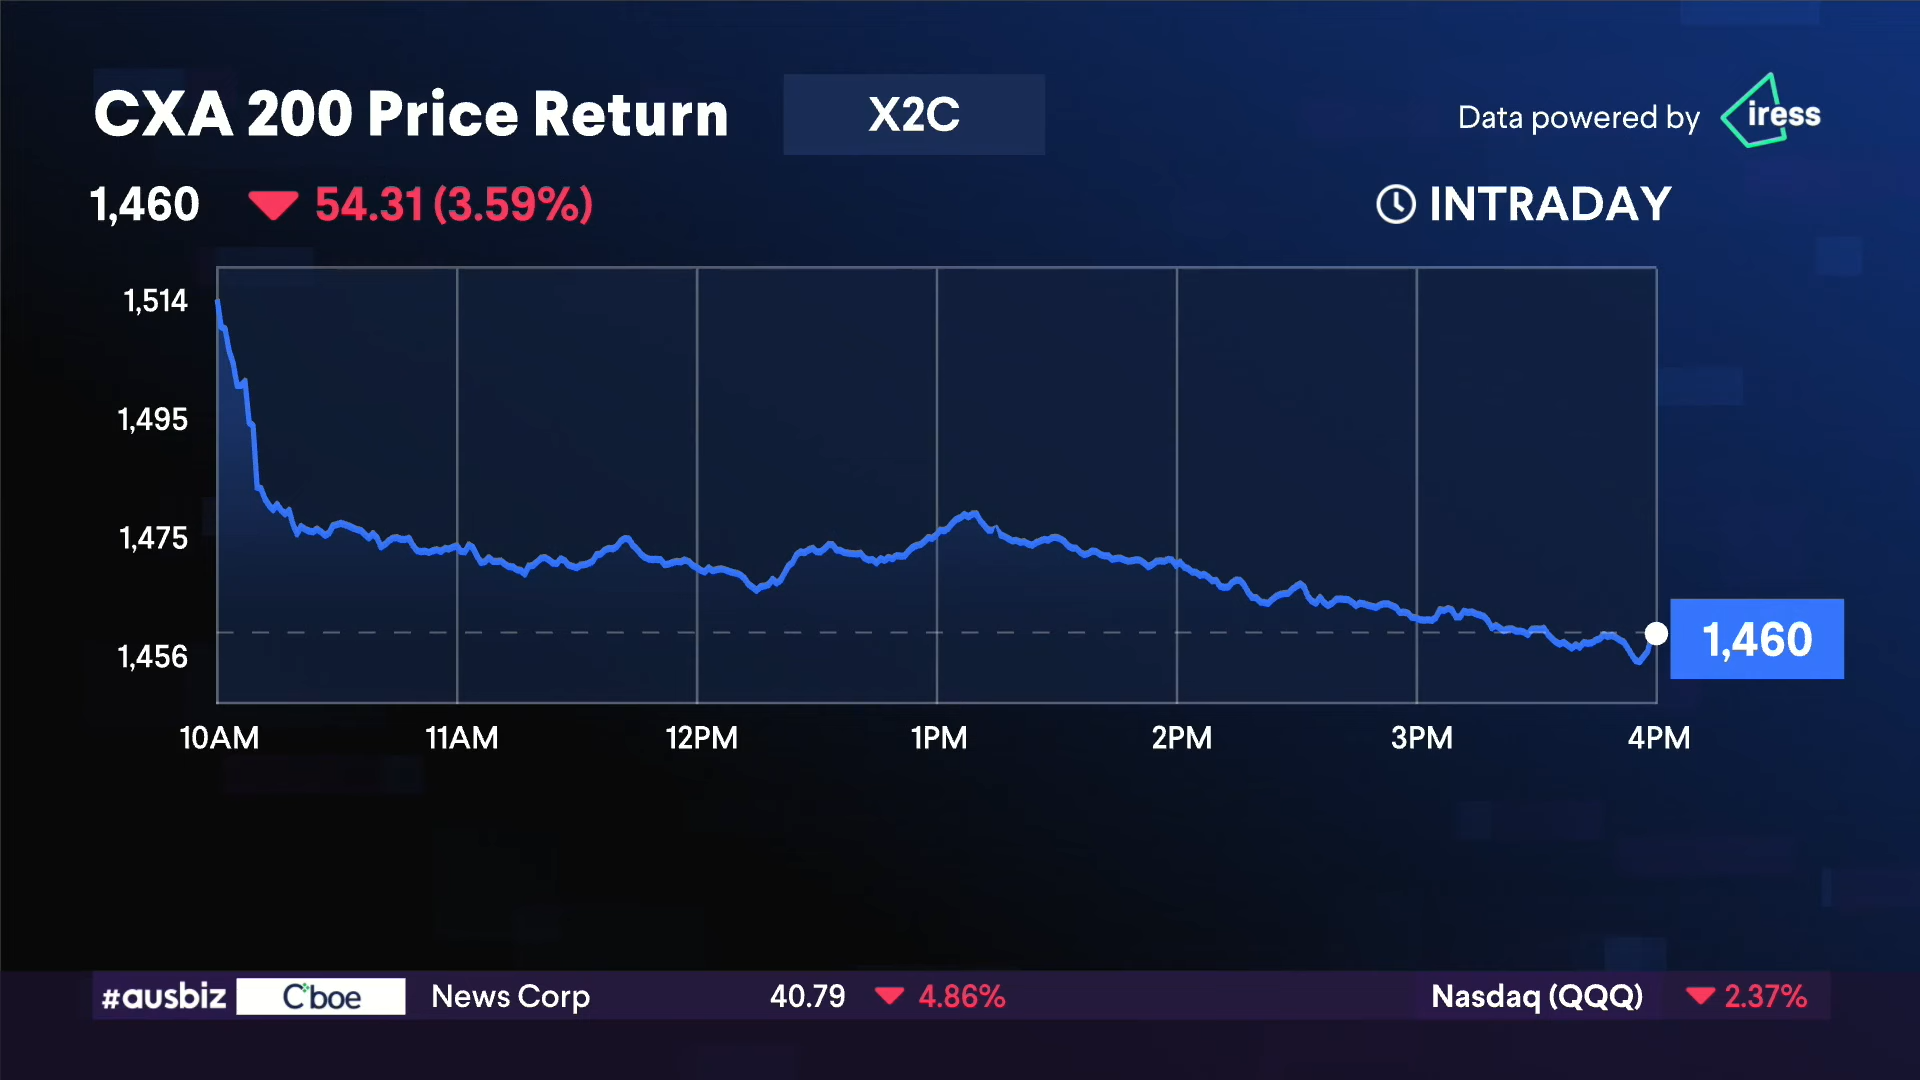 CXA 200 Price Return X2C Data powered by iress
1,460 ▼ 54.31 (3.59%) INTRADAY
1,514
1,495
1,475
1,456
1,460
10AM 11AM 12PM 1PM 2PM 3PM 4PM
#ausbiz Cboe News Corp 40.79 ▼ 4.86% Nasdaq (QQQ) ▼ 2.37%